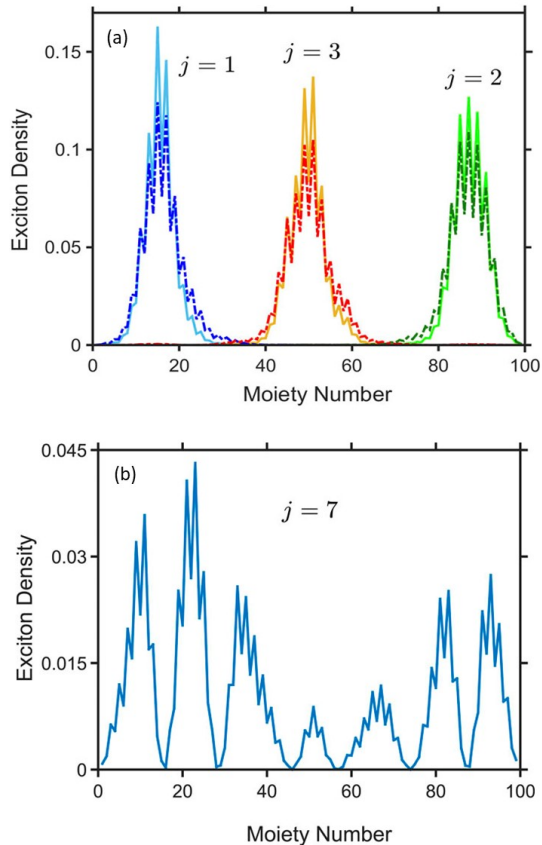 (a)
j = 1
j = 3
j = 2
0.15
0.1
0.05
0
Exciton Density
0 20 40 60 80 100
Moiety Number
(b)
j = 7
0.045
0.03
0.015
0
Exciton Density
0 20 40 60 80 100
Moiety Number